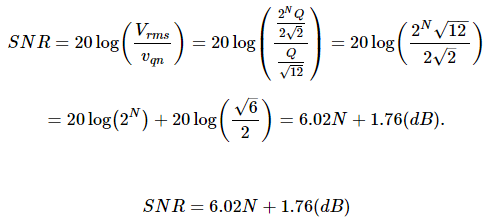 SNR = 20 log(V_rms / v_qn) = 20 log((2^N Q / 2√2) / (Q / √12)) = 20 log(2^N √12 / 2√2)
= 20 log(2^N) + 20 log(√6 / 2) = 6.02N + 1.76(dB).
SNR = 6.02N + 1.76(dB)